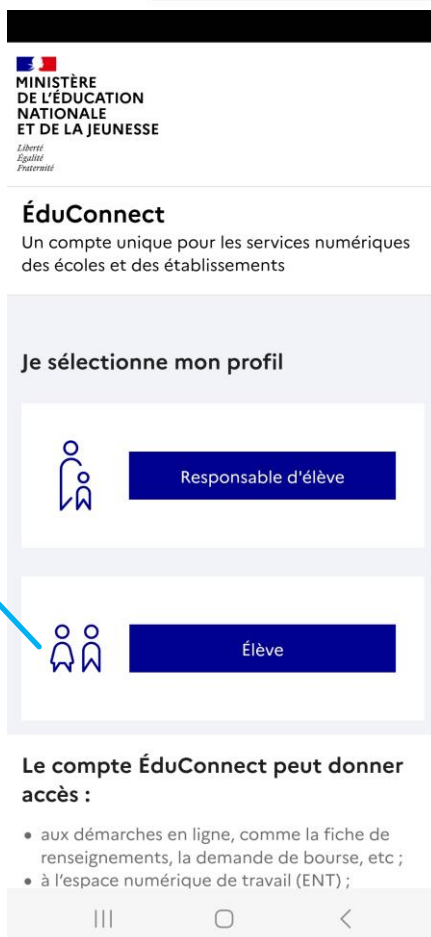 MINISTÈRE
DE L'ÉDUCATION
NATIONALE
ET DE LA JEUNESSE
Liberté
Égalité
Fraternité
ÉduConnect
Un compte unique pour les services numériques
des écoles et des établissements
Je sélectionne mon profil
Responsable d'élève
Élève
Le compte ÉduConnect peut donner
accès :
• aux démarches en ligne, comme la fiche de
renseignements, la demande de bourse, etc ;
• à l'espace numérique de travail (ENT) ;